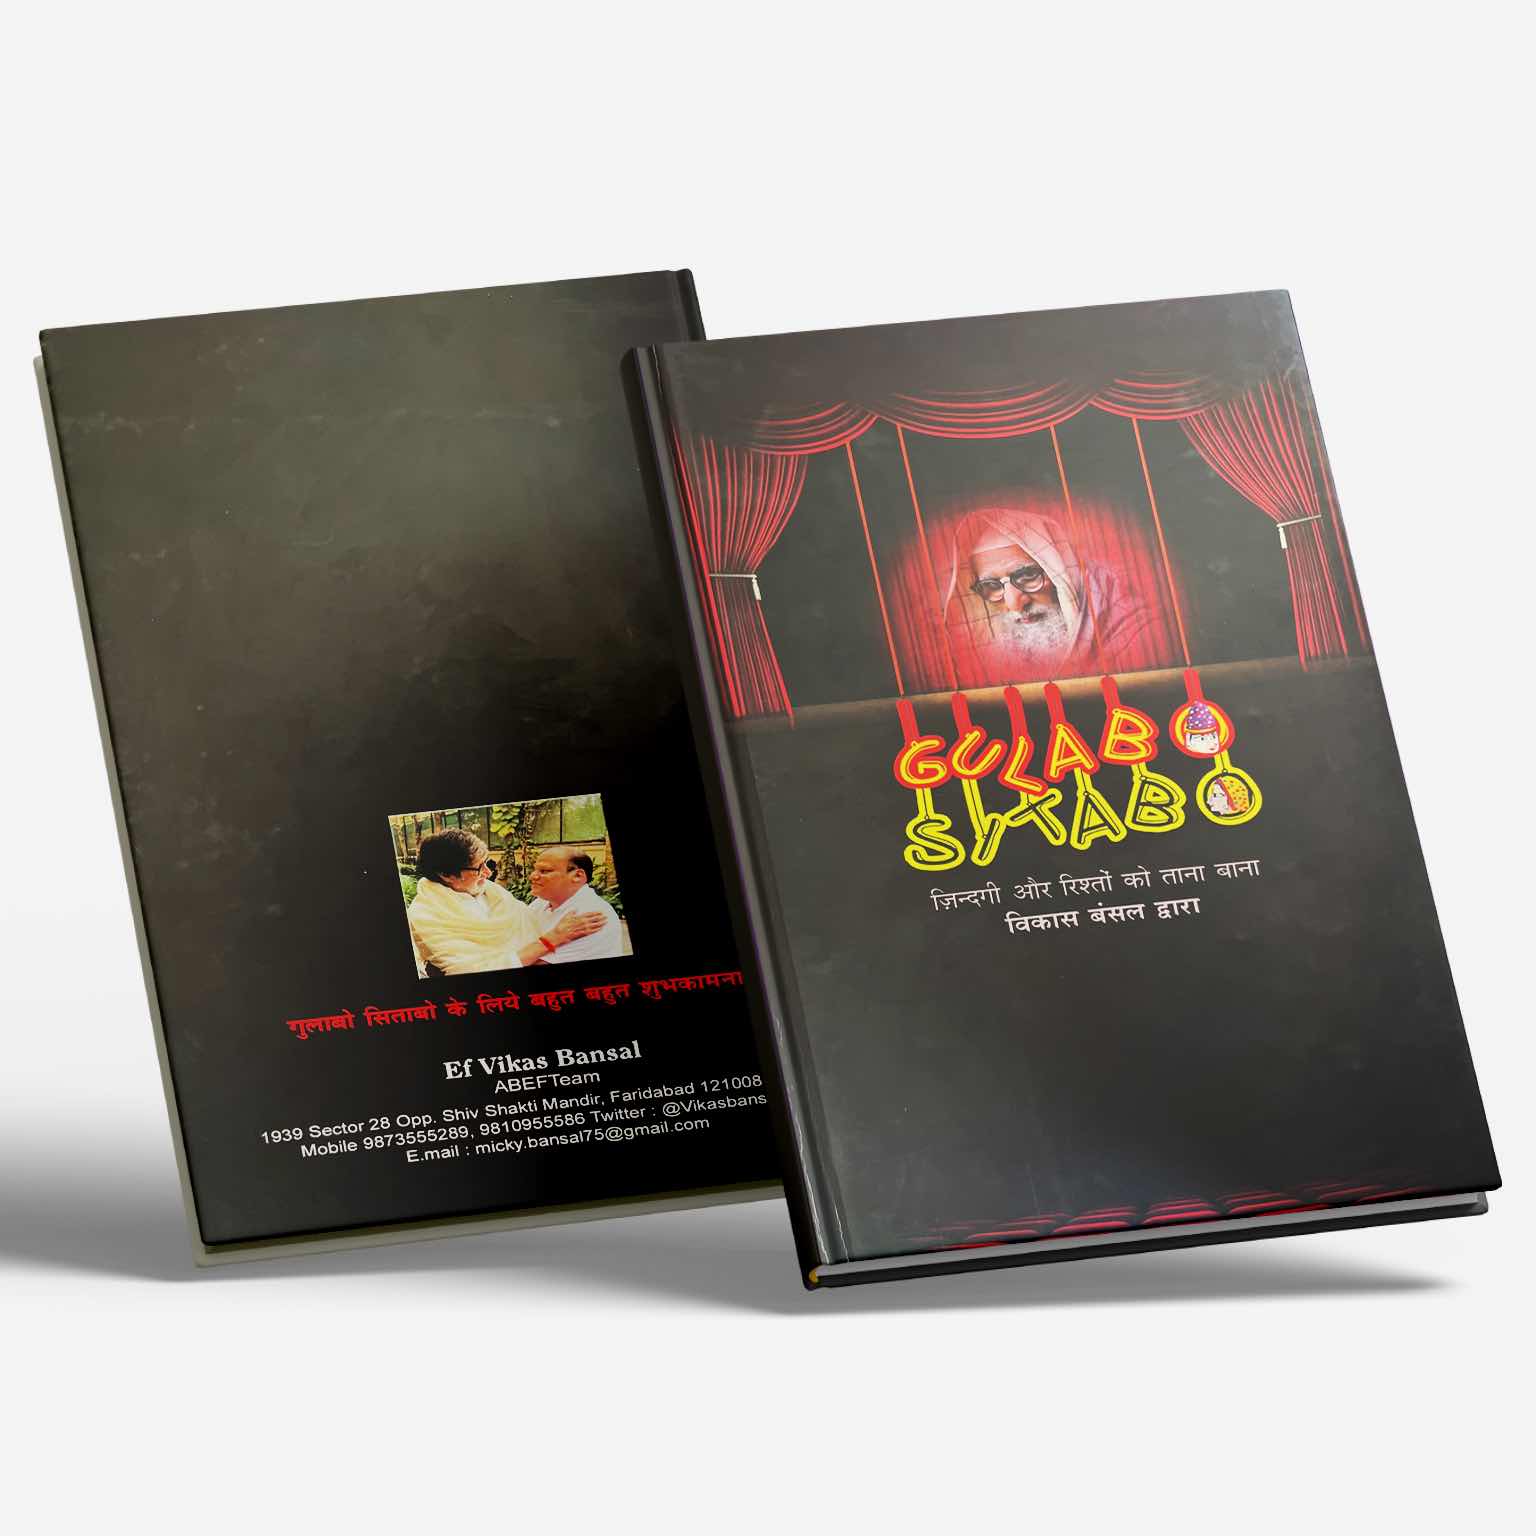 गुलाबो सिताबो के लिये बहुत बहुत शुभकामना
Ef Vikas Bansal
ABEFTeam
1939 Sector 28 Opp. Shiv Shakti Mandir, Faridabad 121008
Mobile 9873555289, 9810955586 Twitter : @Vikasbans
E.mail : micky.bansal75@gmail.com
GULABO
SITABO
ज़िन्दगी और रिश्तों को ताना बाना
विकास बंसल द्वारा